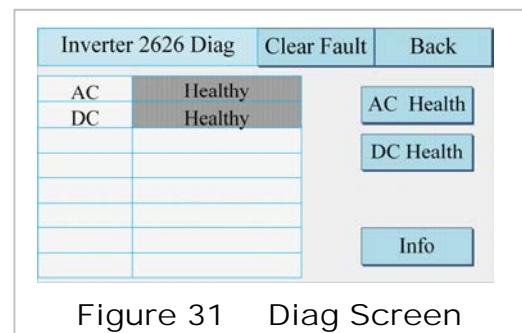 Inverter 2626 Diag Clear Fault Back
AC Healthy
DC Healthy
AC Health
DC Health
Info
Figure 31 Diag Screen